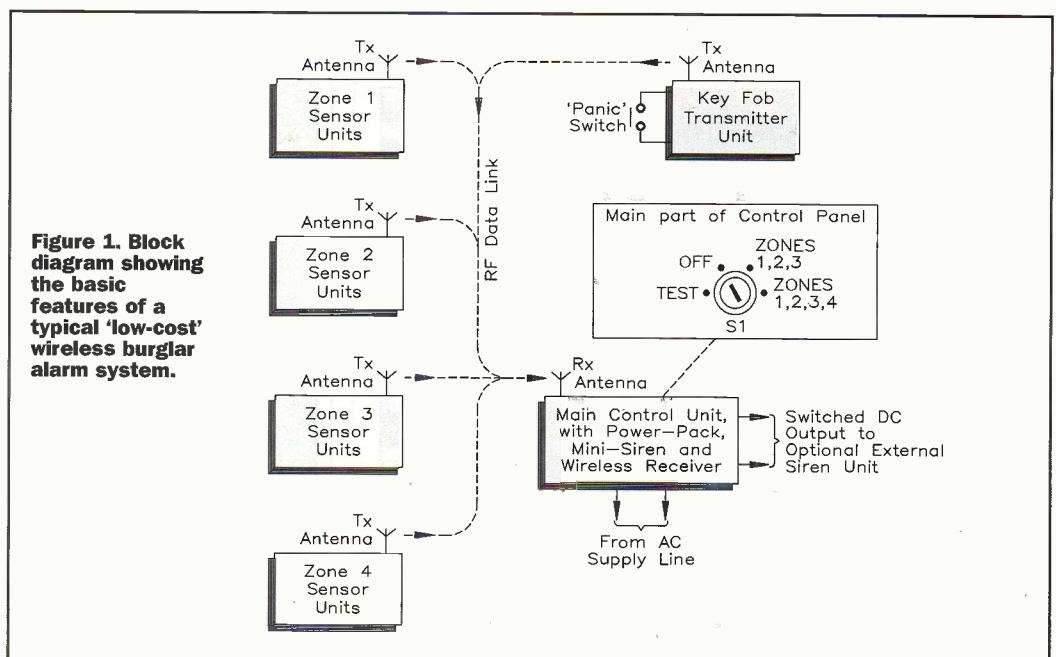 Figure 1. Block
diagram showing
the basic
features of a
typical 'low-cost'
wireless burglar
alarm system.
Tx
Antenna
Zone 1
Sensor
Units
Tx
Antenna
Zone 2
Sensor
Units
Tx
Antenna
Zone 3
Sensor
Units
Tx
Antenna
Zone 4
Sensor
Units
RF Data Link
Tx
Antenna
'Panic'
Switch
Key Fob
Transmitter
Unit
Main part of Control Panel
TEST
OFF
ZONES
1,2,3
ZONES
1,2,3,4
S1
Rx
Antenna
Main Control Unit,
with Power-Pack,
Mini-Siren and
Wireless Receiver
Switched DC
Output to
Optional External
Siren Unit
From AC
Supply Line